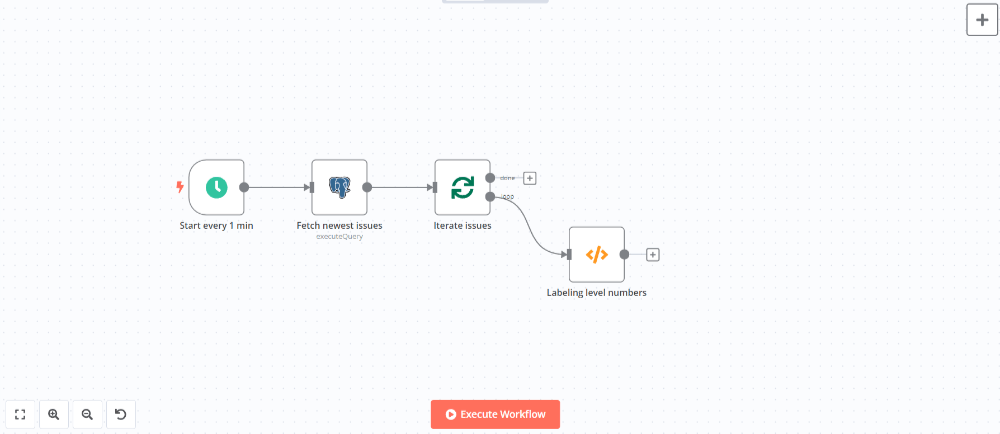 done
loop
Start every 1 min
Fetch newest issues
executeQuery
Iterate issues
Labeling level numbers
Execute Workflow